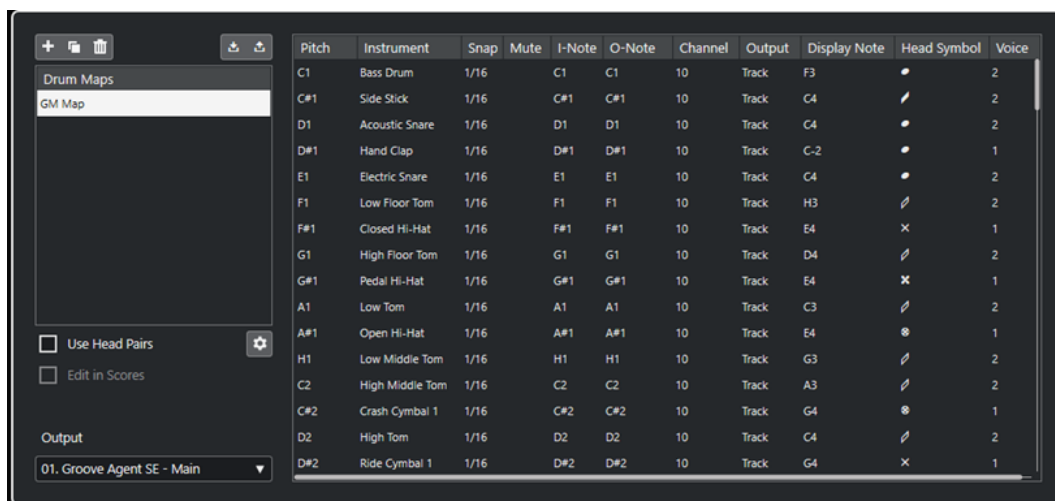 Drum Maps
GM Map
Use Head Pairs
Edit in Scores
Output
01. Groove Agent SE - Main
Pitch Instrument Snap Mute I-Note O-Note Channel Output Display Note Head Symbol Voice
C1 Bass Drum 1/16 C1 C1 10 Track F3 2
C#1 Side Stick 1/16 C#1 C#1 10 Track C4 2
D1 Acoustic Snare 1/16 D1 D1 10 Track C4 2
D#1 Hand Clap 1/16 D#1 D#1 10 Track C-2 1
E1 Electric Snare 1/16 E1 E1 10 Track C4 2
F1 Low Floor Tom 1/16 F1 F1 10 Track H3 2
F#1 Closed Hi-Hat 1/16 F#1 F#1 10 Track E4 1
G1 High Floor Tom 1/16 G1 G1 10 Track D4 2
G#1 Pedal Hi-Hat 1/16 G#1 G#1 10 Track E4 1
A1 Low Tom 1/16 A1 A1 10 Track C3 2
A#1 Open Hi-Hat 1/16 A#1 A#1 10 Track E4 1
H1 Low Middle Tom 1/16 H1 H1 10 Track G3 2
C2 High Middle Tom 1/16 C2 C2 10 Track A3 2
C#2 Crash Cymbal 1 1/16 C#2 C#2 10 Track G4 1
D2 High Tom 1/16 D2 D2 10 Track C4 2
D#2 Ride Cymbal 1 1/16 D#2 D#2 10 Track G4 1